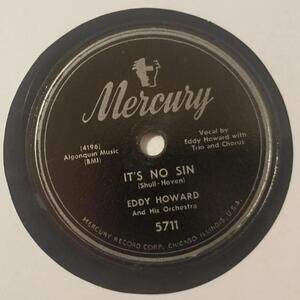 Mercury
(4196)
Algonquin Music
(BMI)
Vocal by
Eddy Howard with
Trio and Chorus
IT'S NO SIN
(Shull-Hoven)
EDDY HOWARD
And His Orchestra
5711
MERCURY RECORD CORP. CHICAGO ILLINOIS, U.S.A.